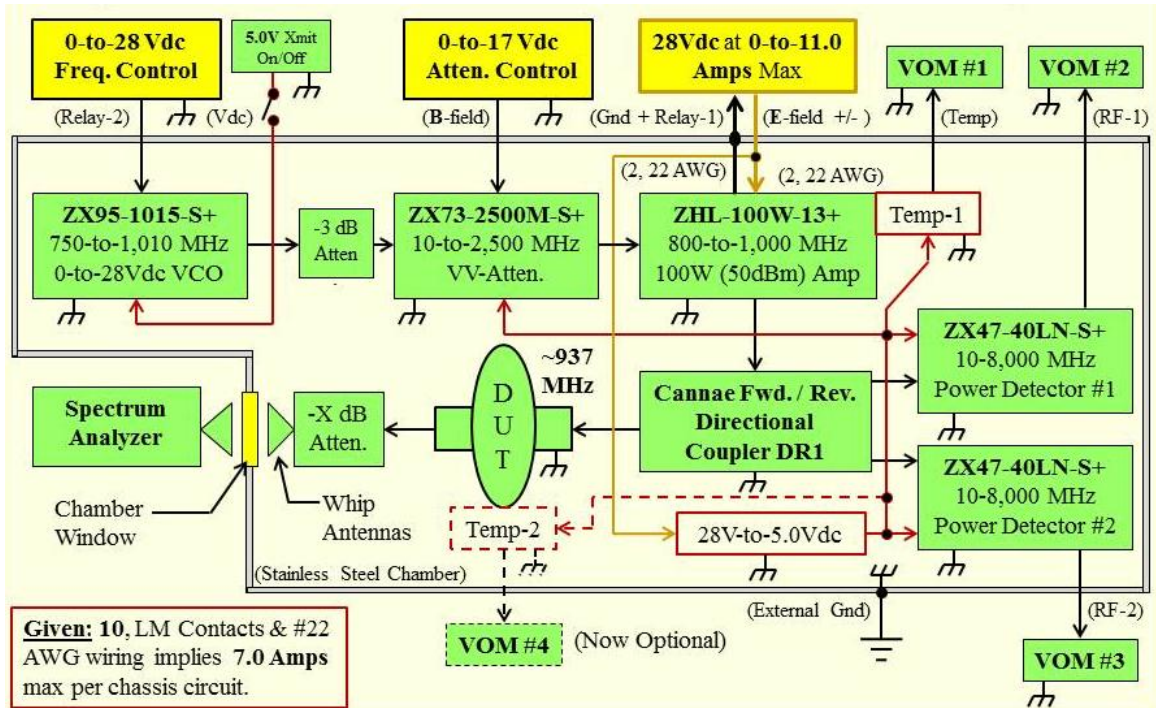 0-to-28 Vdc
Freq. Control
5.0V Xmit
On/Off
0-to-17 Vdc
Atten. Control
28Vdc at 0-to-11.0
Amps Max
VOM #1
VOM #2
(Relay-2)
(Vdc)
(B-field)
(Gnd + Relay-1)
(E-field +/- )
(Temp)
(RF-1)
(2, 22 AWG)
(2, 22 AWG)
ZX95-1015-S+
750-to-1,010 MHz
0-to-28Vdc VCO
-3 dB
Atten
ZX73-2500M-S+
10-to-2,500 MHz
VV-Atten.
ZHL-100W-13+
800-to-1,000 MHz
100W (50dBm) Amp
Temp-1
ZX47-40LN-S+
10-8,000 MHz
Power Detector #1
~937
MHz
Spectrum
Analyzer
-X dB
Atten.
D
U
T
Cannae Fwd. / Rev.
Directional
Coupler DR1
ZX47-40LN-S+
10-8,000 MHz
Power Detector #2
Chamber
Window
Whip
Antennas
Temp-2
28V-to-5.0Vdc
(Stainless Steel Chamber)
(External Gnd)
(RF-2)
Given: 10, LM Contacts & #22
AWG wiring implies 7.0 Amps
max per chassis circuit.
VOM #4
(Now Optional)
VOM #3